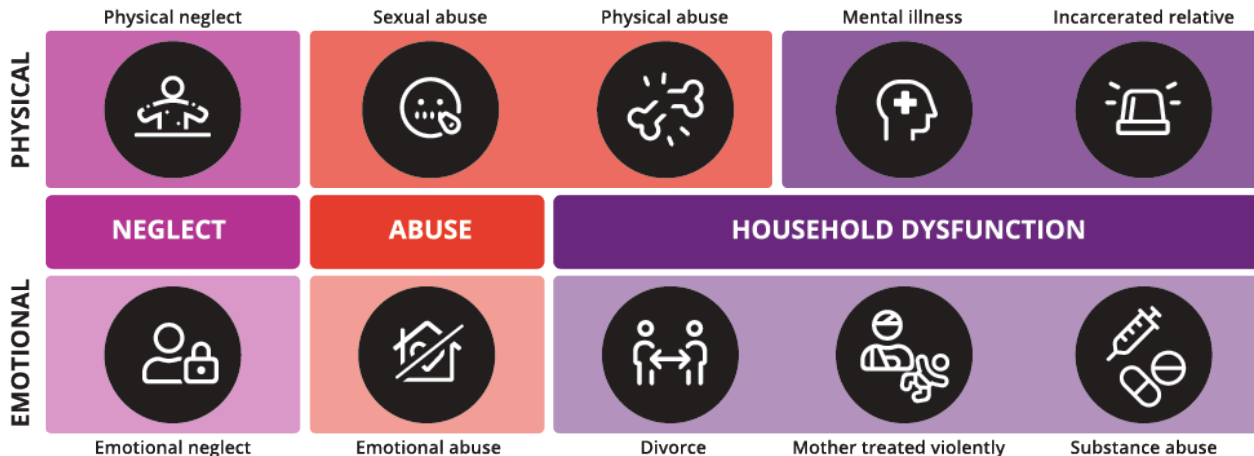 Physical neglect
Sexual abuse
Physical abuse
Mental illness
Incarcerated relative
PHYSICAL
NEGLECT
ABUSE
HOUSEHOLD DYSFUNCTION
EMOTIONAL
Emotional neglect
Emotional abuse
Divorce
Mother treated violently
Substance abuse